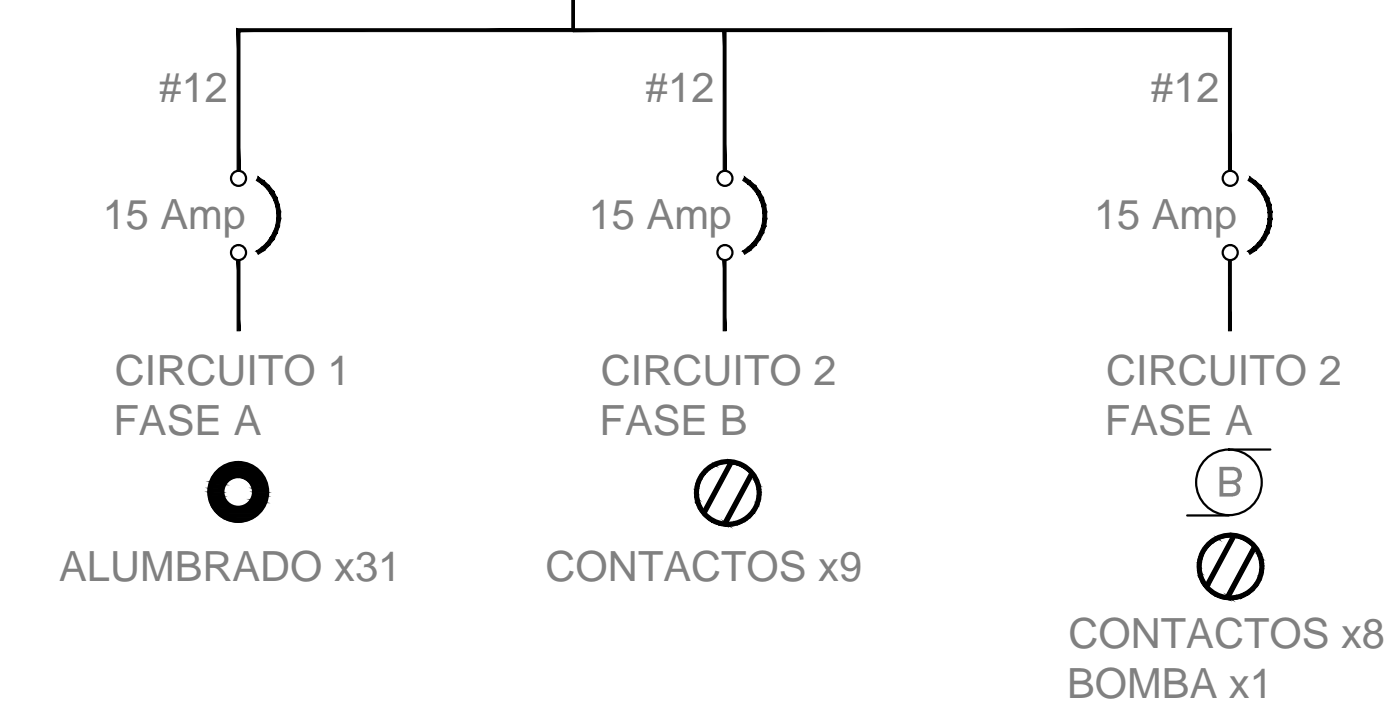 #12
#12
#12
15 Amp
15 Amp
15 Amp
CIRCUITO 1
FASE A
CIRCUITO 2
FASE B
CIRCUITO 2
FASE A
B
ALUMBRADO x31
CONTACTOS x9
CONTACTOS x8
BOMBA x1